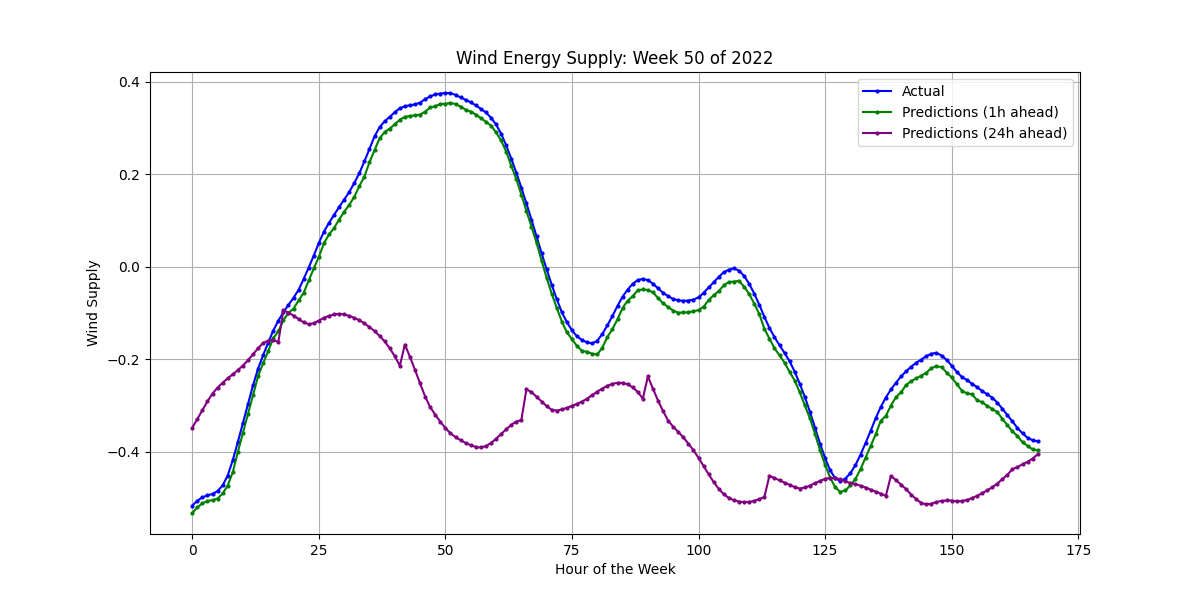 Wind Energy Supply: Week 50 of 2022
Actual
Predictions (1h ahead)
Predictions (24h ahead)
Wind Supply
0.4
0.2
0.0
−0.2
−0.4
0 25 50 75 100 125 150 175
Hour of the Week